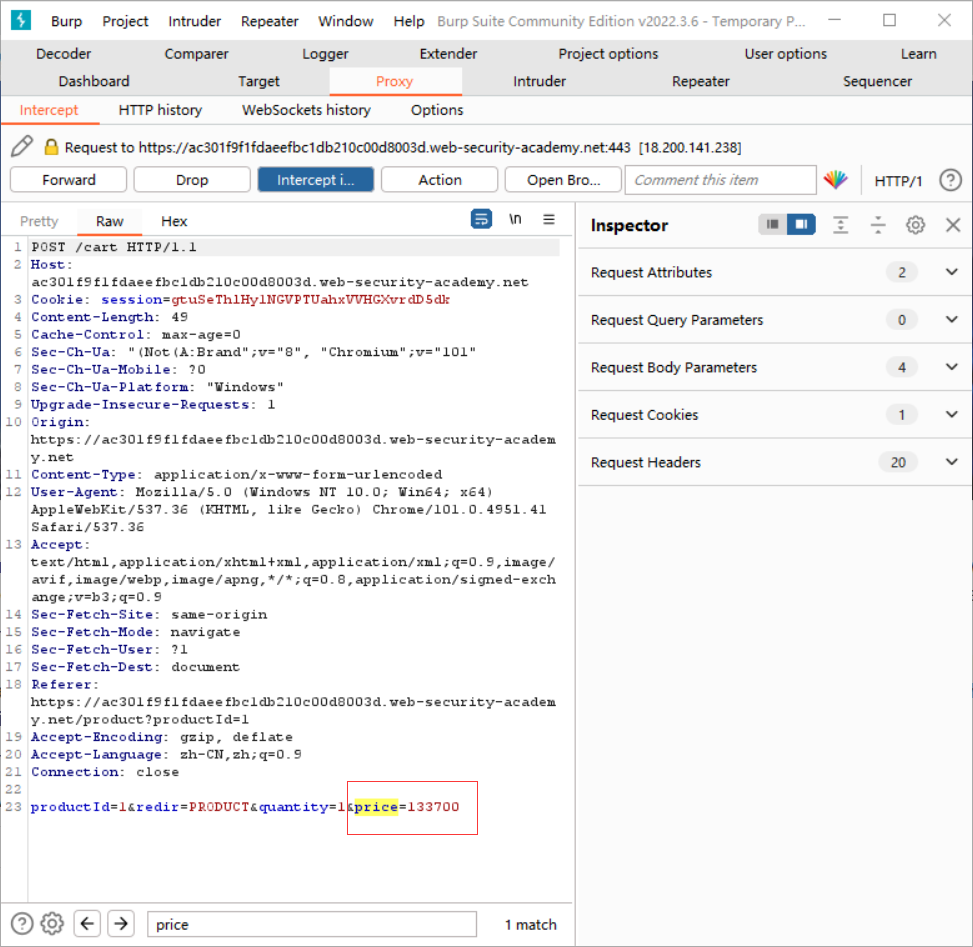 Burp Project Intruder Repeater Window Help Burp Suite Community Edition v2022.3.6 - Temporary P...
Decoder Comparer Logger Extender Project options User options Learn
Dashboard Target Proxy Intruder Repeater Sequencer
Intercept HTTP history WebSockets history Options
Request to https://ac301f9f1fdaeefbc1db210c00d8003d.web-security-academy.net:443 [18.200.141.238]
Forward Drop Intercept i... Action Open Bro... Comment this item HTTP/1 ?
Pretty Raw Hex \n
Inspector
Request Attributes 2
Request Query Parameters 0
Request Body Parameters 4
Request Cookies 1
Request Headers 20
1 POST /cart HTTP/1.1
2 Host:
ac301f9f1fdaeefbc1db210c00d8003d.web-security-academy.net
3 Cookie: session=gtuSeTh1Hy1NGVPTUahxVVHGXvrdD5dk
4 Content-Length: 49
5 Cache-Control: max-age=0
6 Sec-Ch-Ua: "(Not(A:Brand";v="8", "Chromium";v="101"
7 Sec-Ch-Ua-Mobile: ?0
8 Sec-Ch-Ua-Platform: "Windows"
9 Upgrade-Insecure-Requests: 1
10 Origin:
https://ac301f9f1fdaeefbc1db210c00d8003d.web-security-academ
y.net
11 Content-Type: application/x-www-form-urlencoded
12 User-Agent: Mozilla/5.0 (Windows NT 10.0; Win64; x64)
AppleWebKit/537.36 (KHTML, like Gecko) Chrome/101.0.4951.41
Safari/537.36
13 Accept:
text/html,application/xhtml+xml,application/xml;q=0.9,image/
avif,image/webp,image/apng,*/*;q=0.8,application/signed-exch
ange;v=b3;q=0.9
14 Sec-Fetch-Site: same-origin
15 Sec-Fetch-Mode: navigate
16 Sec-Fetch-User: ?1
17 Sec-Fetch-Dest: document
18 Referer:
https://ac301f9f1fdaeefbc1db210c00d8003d.web-security-academ
y.net/product?productId=1
19 Accept-Encoding: gzip, deflate
20 Accept-Language: zh-CN,zh;q=0.9
21 Connection: close
22
23 productId=1&redir=PRODUCT&quantity=1&price=133700
? price 1 match